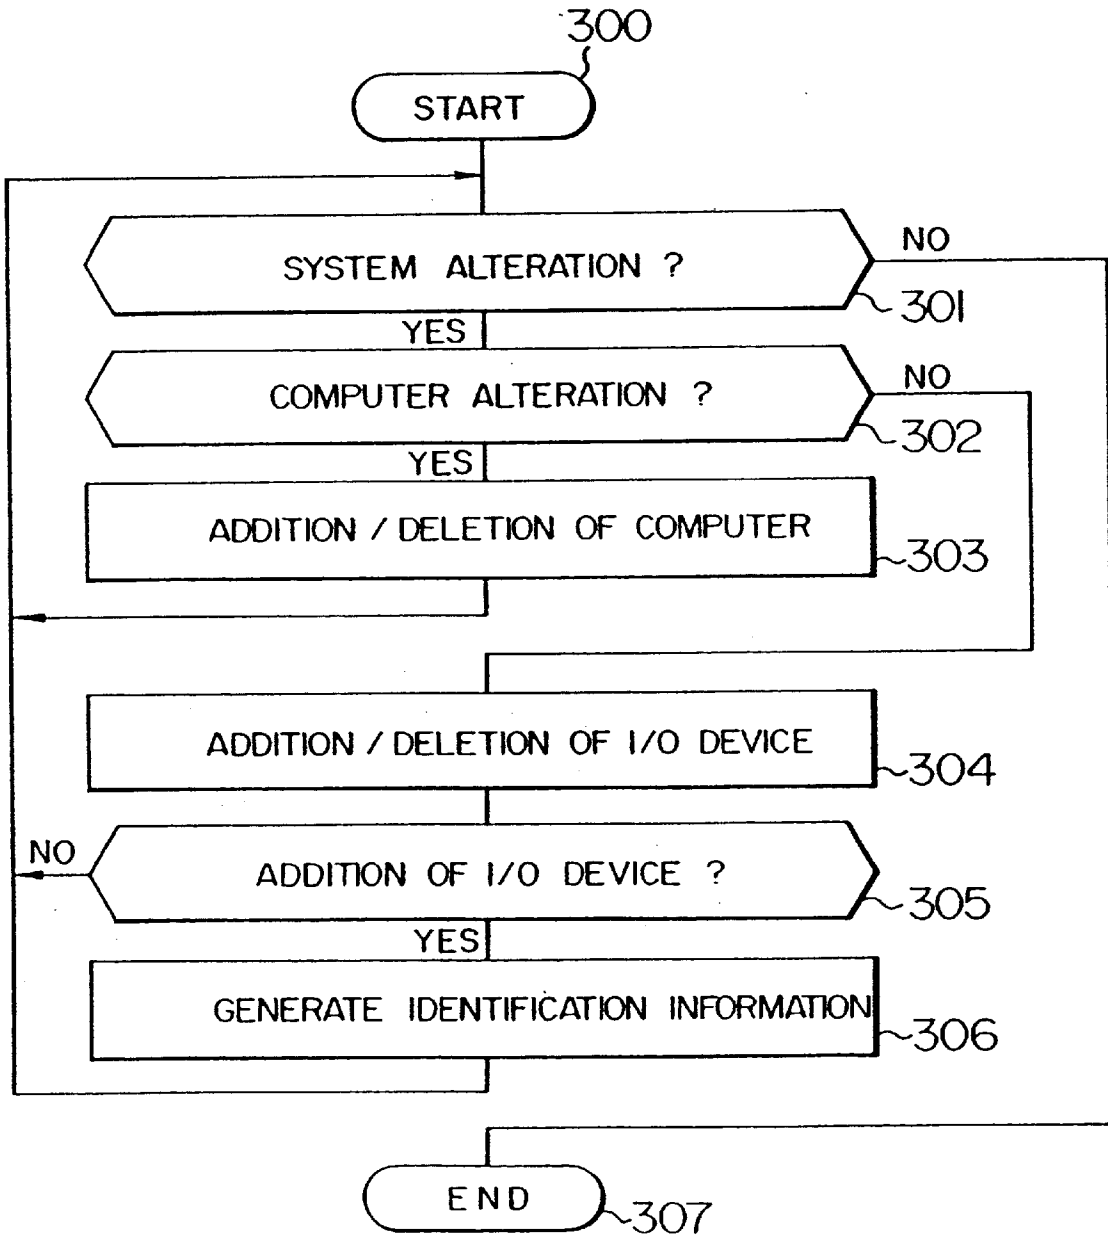 300
START
NO
SYSTEM ALTERATION ?
301
YES
NO
COMPUTER ALTERATION ?
302
YES
ADDITION / DELETION OF COMPUTER
303
ADDITION / DELETION OF I/O DEVICE
304
NO
ADDITION OF I/O DEVICE ?
305
YES
GENERATE IDENTIFICATION INFORMATION
306
END
307